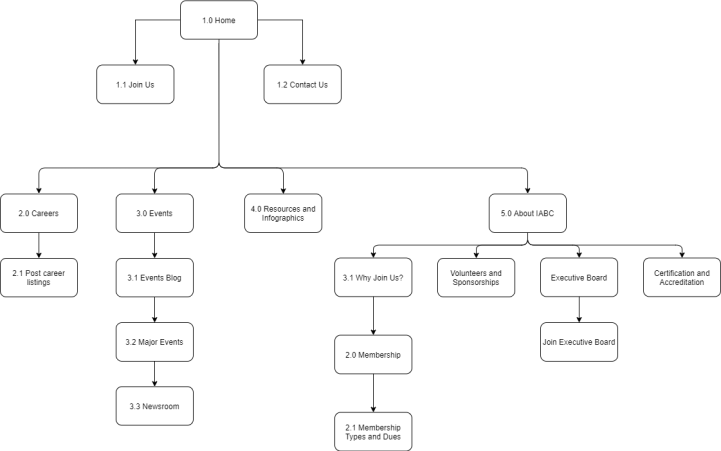 1.0 Home
1.1 Join Us
1.2 Contact Us
2.0 Careers
3.0 Events
4.0 Resources and
Infographics
5.0 About IABC
2.1 Post career
listings
3.1 Events Blog
3.1 Why Join Us?
Volunteers and
Sponsorships
Executive Board
Certification and
Accreditation
3.2 Major Events
2.0 Membership
Join Executive Board
3.3 Newsroom
2.1 Membership
Types and Dues